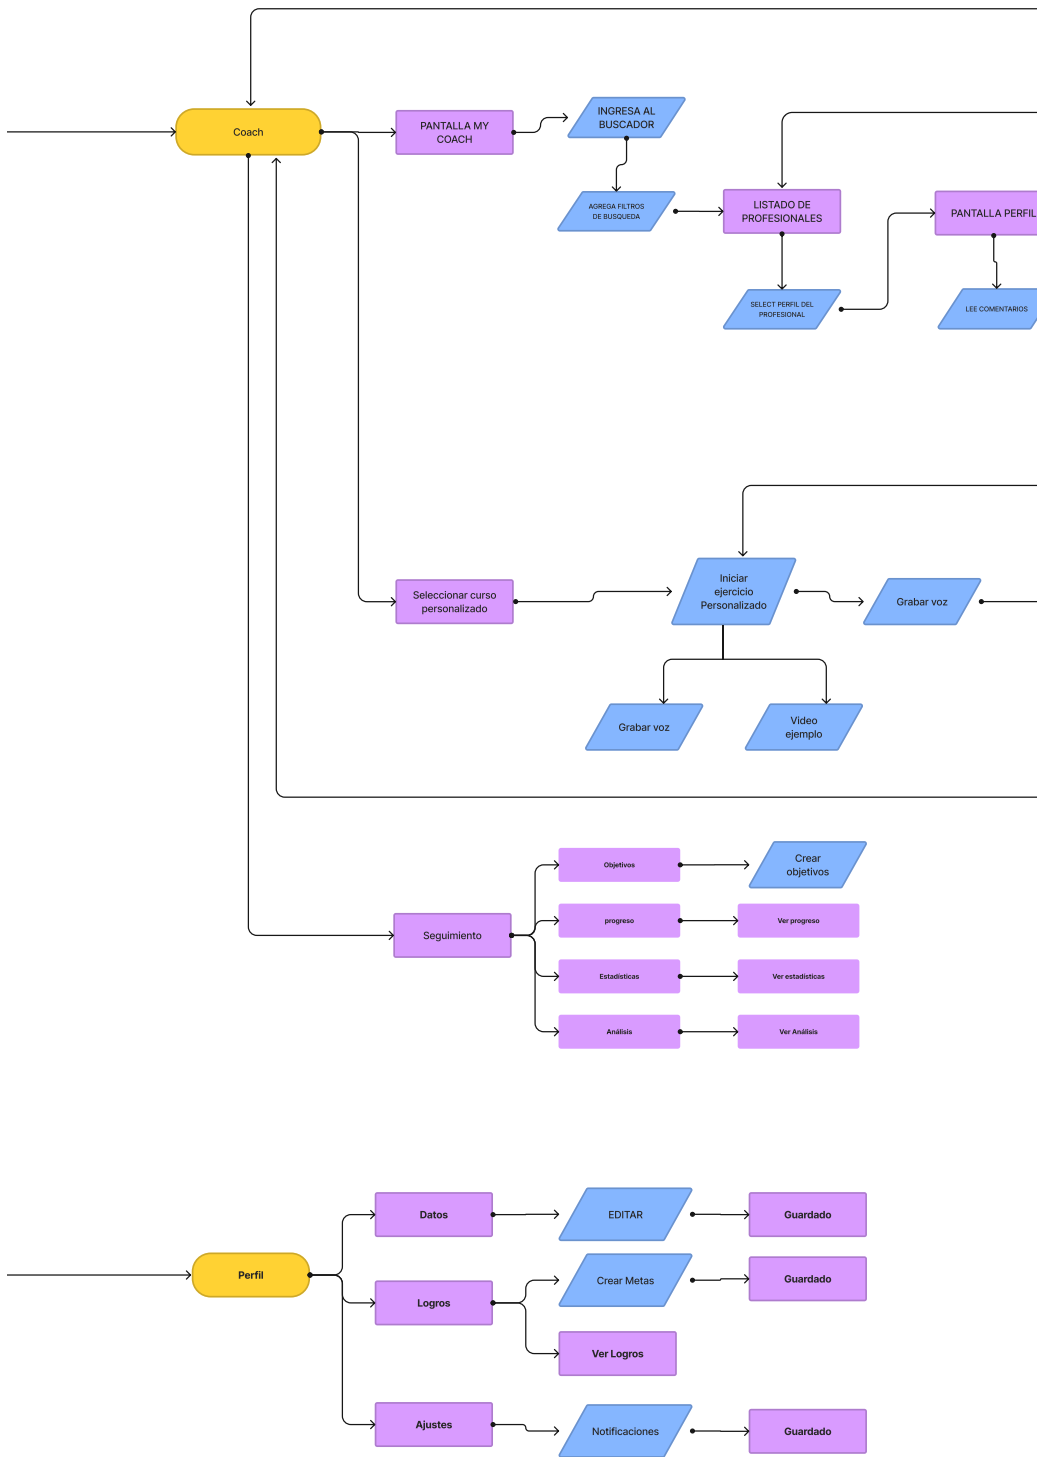 Coach
PANTALLA MY
COACH
INGRESA AL
BUSCADOR
AGREGA FILTROS
DE BUSQUEDA
LISTADO DE
PROFESIONALES
PANTALLA PERFIL
SELECT PERFIL DEL
PROFESIONAL
LEE COMENTARIOS
Seleccionar curso
personalizado
Iniciar
ejercicio
Personalizado
Grabar voz
Grabar voz
Video
ejemplo
Seguimiento
Objetivos
Crear
objetivos
progreso
Ver progreso
Estadísticas
Ver estadísticas
Análisis
Ver Análisis
Perfil
Datos
EDITAR
Guardado
Logros
Crear Metas
Guardado
Ver Logros
Ajustes
Notificaciones
Guardado